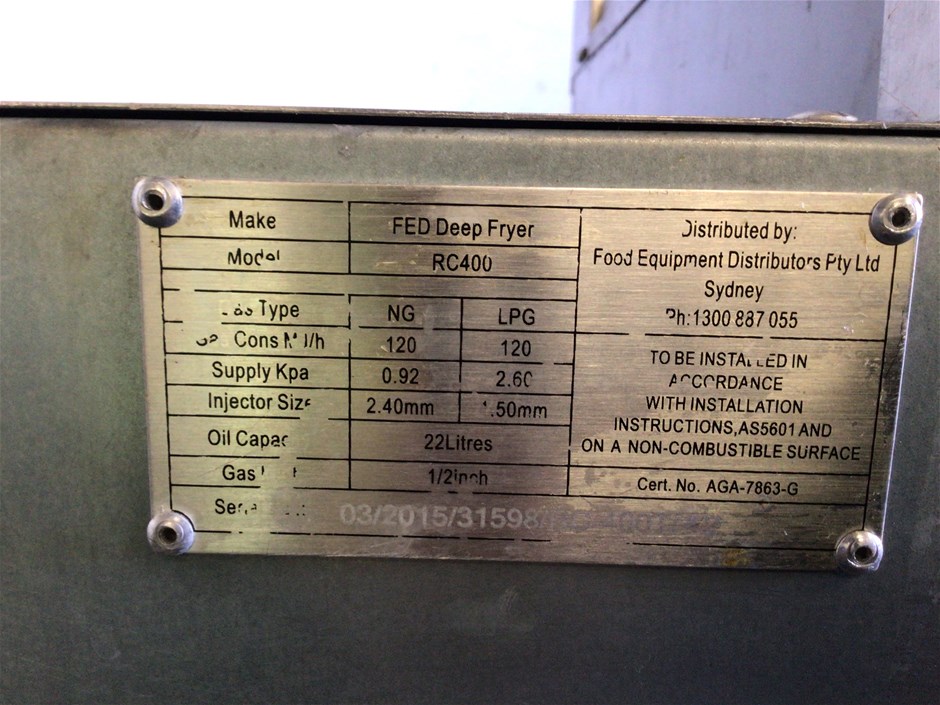 Make FED Deep Fryer
Model RC400
Type NG LPG
Cons 120 120
Supply Kpa 0.92 2.60
Injector Size 2.40mm .50mm
Oil 22Litres
Gas 1/2inch
03/2015/31598/
Distributed by:
Food Equipment Distributors Pty Ltd
Sydney
Ph:1300 887 055
TO BE INSTALLED IN
ACCORDANCE
WITH INSTALLATION
INSTRUCTIONS,AS5601 AND
ON A NON-COMBUSTIBLE SURFACE
Cert. No. AGA-7863-G